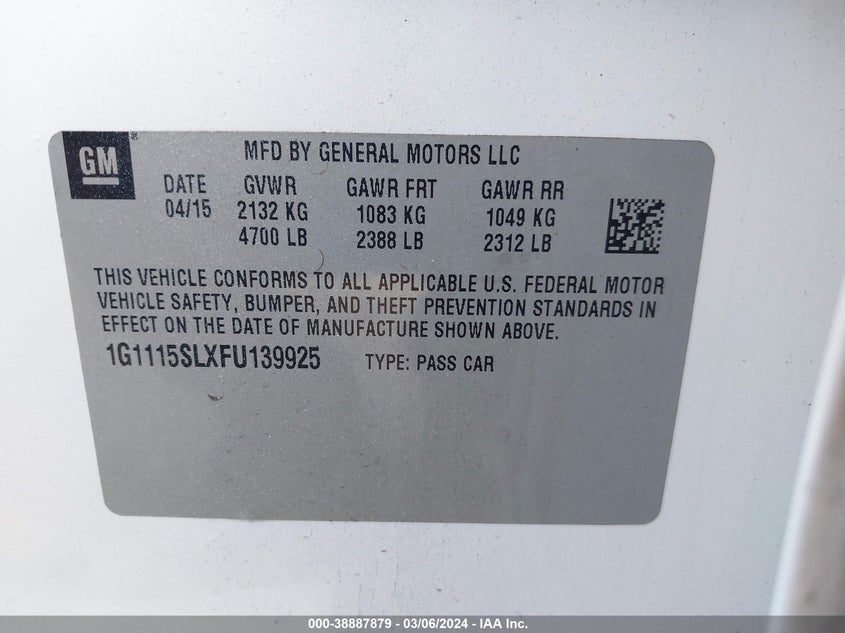 GM
MFD BY GENERAL MOTORS LLC
DATE GVWR GAWR FRT GAWR RR
04/15 2132 KG 1083 KG 1049 KG
4700 LB 2388 LB 2312 LB
THIS VEHICLE CONFORMS TO ALL APPLICABLE U.S. FEDERAL MOTOR
VEHICLE SAFETY, BUMPER, AND THEFT PREVENTION STANDARDS IN
EFFECT ON THE DATE OF MANUFACTURE SHOWN ABOVE.
1G1115SLXFU139925 TYPE: PASS CAR
000-38887879 - 03/06/2024 - IAA Inc.